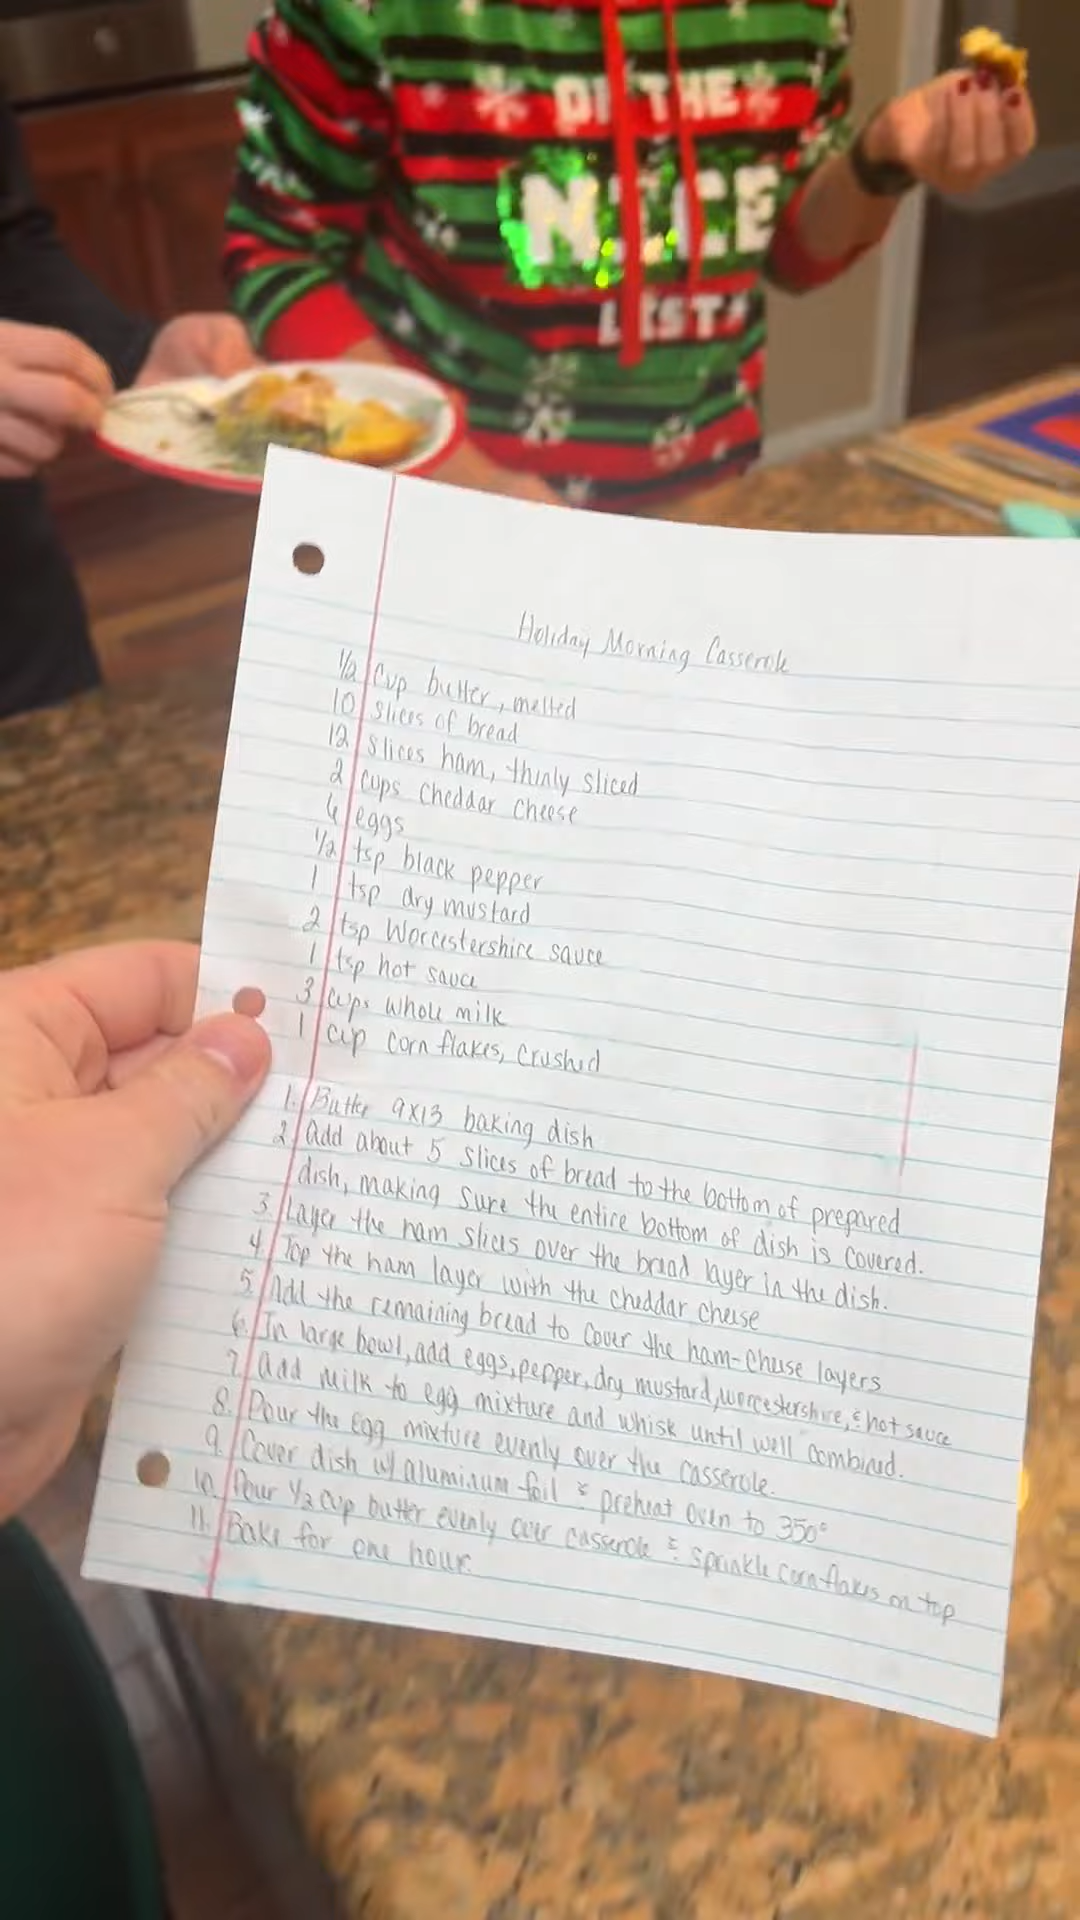 ON THE
NICE
LIST
Holiday Morning Casserole
1/2 cup butter, melted
10 slices of bread
12 slices ham, thinly sliced
2 cups cheddar cheese
6 eggs
1/2 tsp black pepper
1 tsp dry mustard
2 tsp Worcestershire sauce
1 tsp hot sauce
3 cups whole milk
1 cup corn flakes, crushed
1. Butter 9x13 baking dish
2. Add about 5 slices of bread to the bottom of prepared
dish, making sure the entire bottom of dish is covered.
3. Layer the ham slices over the bread layer in the dish.
4. Top the ham layer with the cheddar cheese
5. Add the remaining bread to cover the ham-cheese layers
6. In large bowl, add eggs, pepper, dry mustard, worcestershire, & hot sauce
7. Add milk to egg mixture and whisk until well combined.
8. Pour the egg mixture evenly over the casserole.
9. Cover dish w/ aluminum foil & preheat oven to 350°
10. Pour 1/2 cup butter evenly over casserole & sprinkle corn flakes on top
11. Bake for one hour.